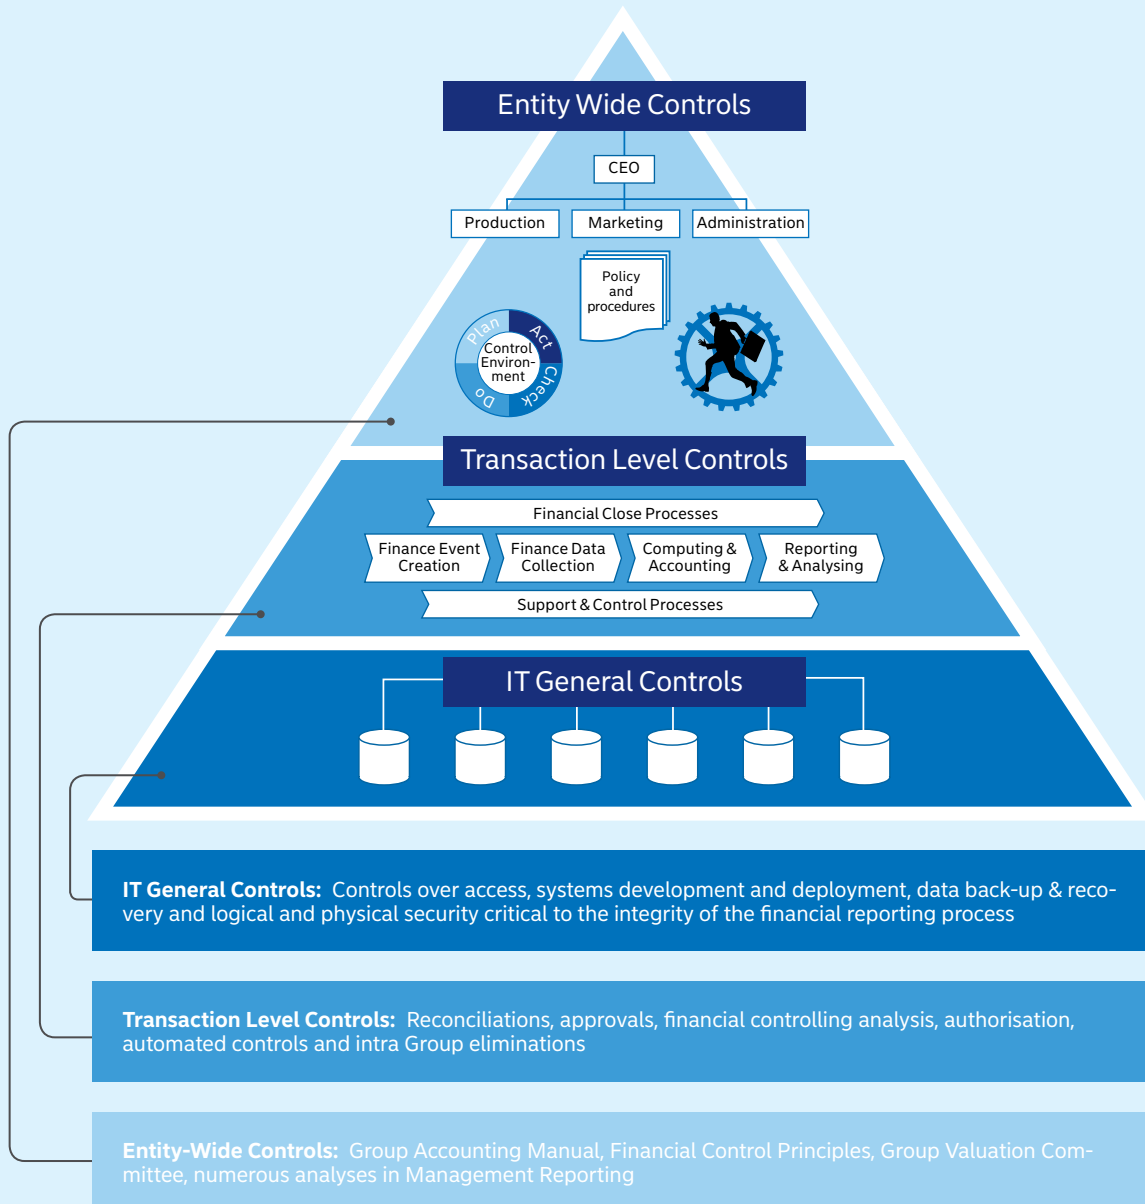 Entity Wide Controls
CEO
Production
Marketing
Administration
Policy
and
procedures
Plan
Act
Check
Do
Control
Environ-
ment
Transaction Level Controls
Financial Close Processes
Finance Event
Creation
Finance Data
Collection
Computing &
Accounting
Reporting
& Analysing
Support & Control Processes
IT General Controls
IT General Controls: Controls over access, systems development and deployment, data back-up & reco-
very and logical and physical security critical to the integrity of the financial reporting process
Transaction Level Controls: Reconciliations, approvals, financial controlling analysis, authorisation,
automated controls and intra Group eliminations
Entity-Wide Controls: Group Accounting Manual, Financial Control Principles, Group Valuation Com-
mittee, numerous analyses in Management Reporting